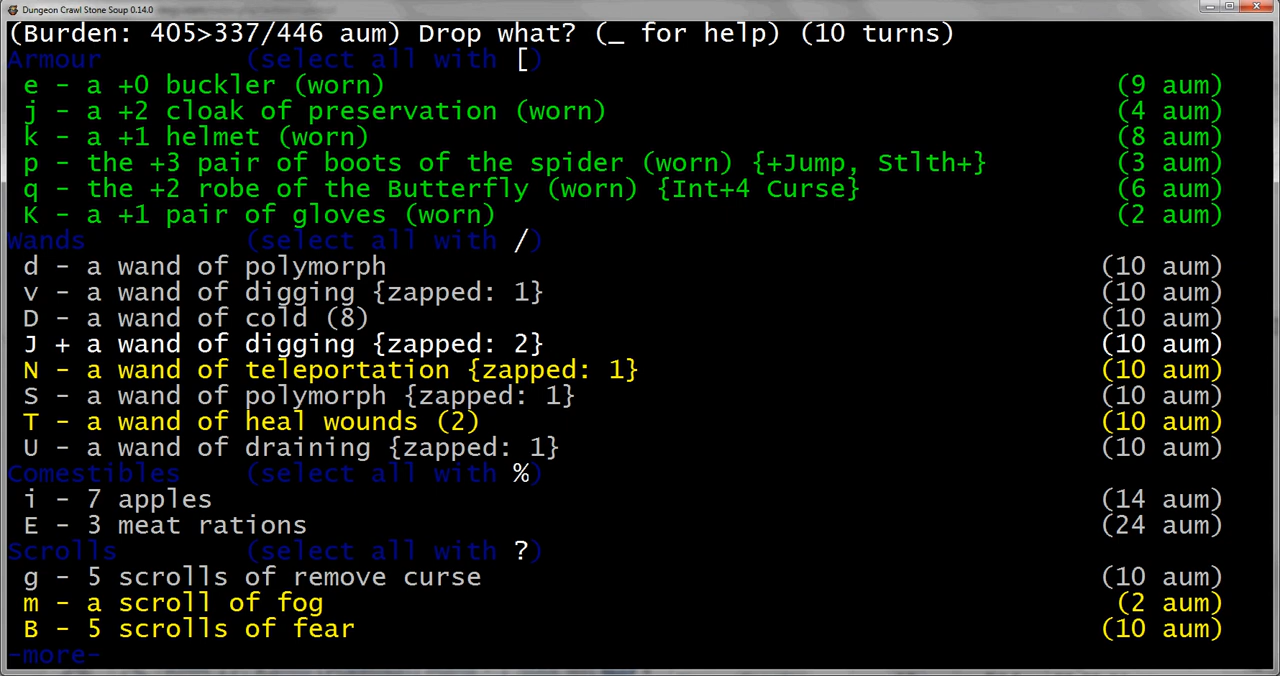 Dungeon Crawl Stone Soup 0.14.0
(Burden: 405>337/446 aum) Drop what? (_ for help) (10 turns)
Armour (select all with [)
e - a +0 buckler (worn) (9 aum)
j - a +2 cloak of preservation (worn) (4 aum)
k - a +1 helmet (worn) (8 aum)
p - the +3 pair of boots of the spider (worn) {+Jump, Stlth+} (3 aum)
q - the +2 robe of the Butterfly (worn) {Int+4 Curse} (6 aum)
K - a +1 pair of gloves (worn) (2 aum)
Wands (select all with /)
d - a wand of polymorph (10 aum)
v - a wand of digging {zapped: 1} (10 aum)
D - a wand of cold (8) (10 aum)
J + a wand of digging {zapped: 2} (10 aum)
N - a wand of teleportation {zapped: 1} (10 aum)
S - a wand of polymorph {zapped: 1} (10 aum)
T - a wand of heal wounds (2) (10 aum)
U - a wand of draining {zapped: 1} (10 aum)
Comestibles (select all with %)
i - 7 apples (14 aum)
E - 3 meat rations (24 aum)
Scrolls (select all with ?)
g - 5 scrolls of remove curse (10 aum)
m - a scroll of fog (2 aum)
B - 5 scrolls of fear (10 aum)
-more-